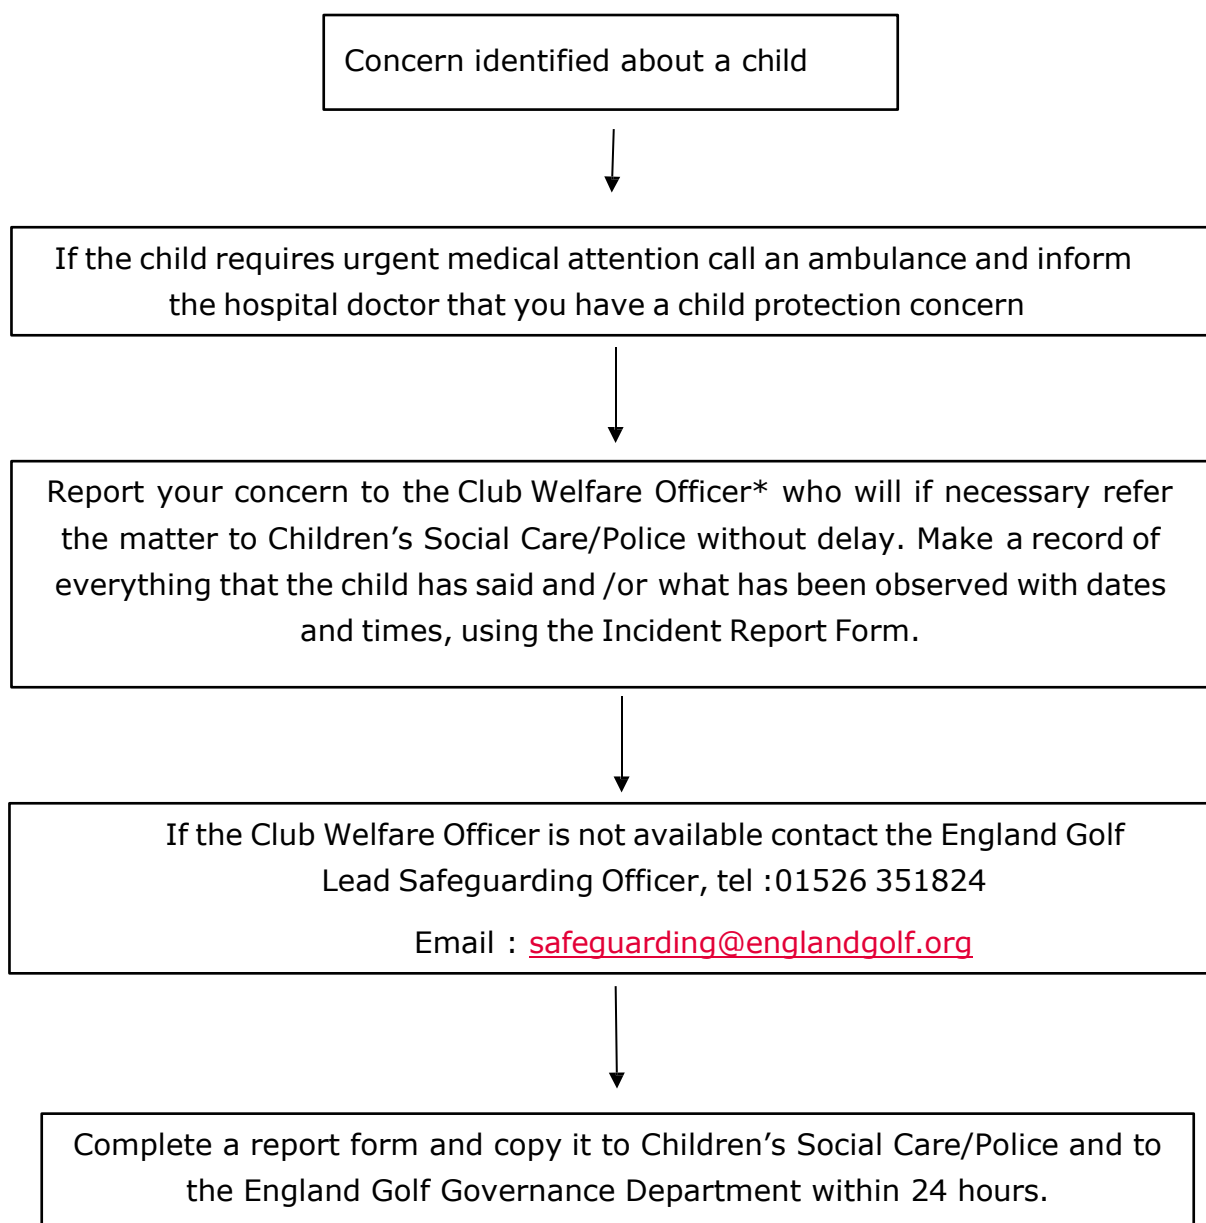 Concern identified about a child
If the child requires urgent medical attention call an ambulance and inform
the hospital doctor that you have a child protection concern
Report your concern to the Club Welfare Officer* who will if necessary refer
the matter to Children’s Social Care/Police without delay. Make a record of
everything that the child has said and /or what has been observed with dates
and times, using the Incident Report Form.
If the Club Welfare Officer is not available contact the England Golf
Lead Safeguarding Officer, tel :01526 351824
Email : safeguarding@englandgolf.org
Complete a report form and copy it to Children’s Social Care/Police and to
the England Golf Governance Department within 24 hours.